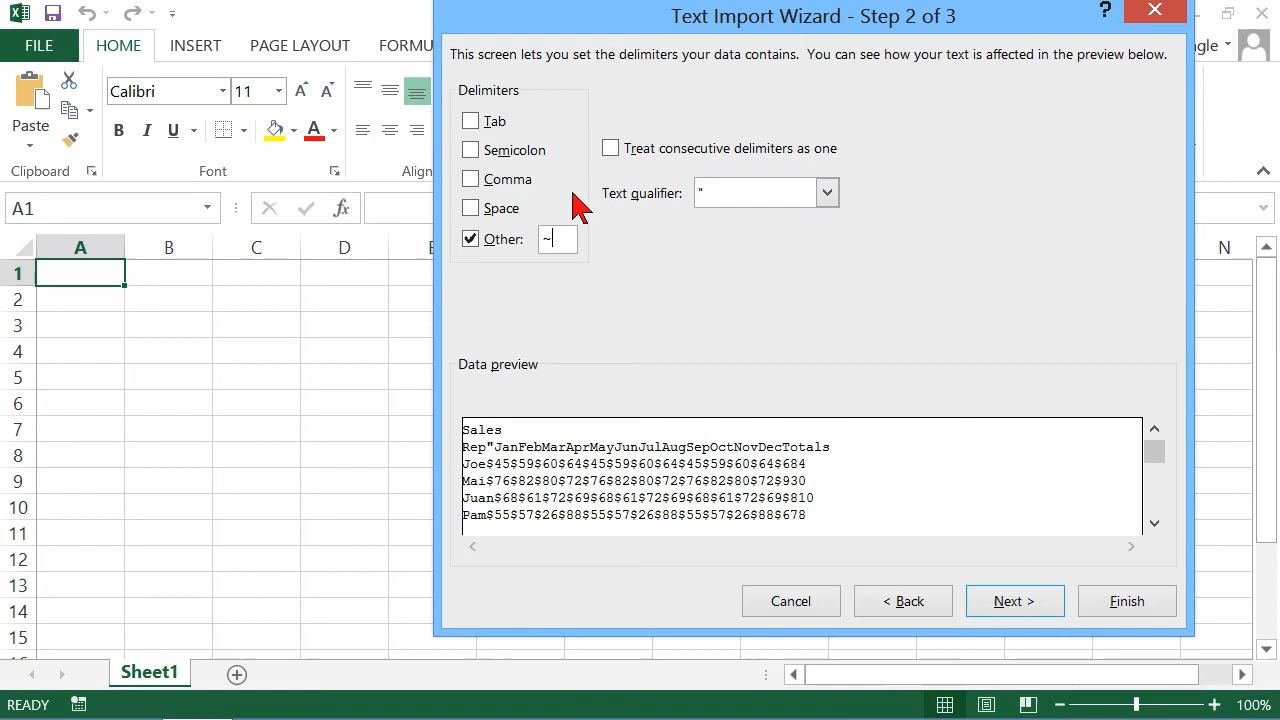 Text Import Wizard - Step 2 of 3
?
FILE
HOME
INSERT
PAGE LAYOUT
FORMU
gle
This screen lets you set the delimiters your data contains. You can see how your text is affected in the preview below.
Paste
Calibri
11
B I U
A
Clipboard
Font
Align
Delimiters
Tab
Semicolon
Comma
Space
Other:
~
Treat consecutive delimiters as one
Text qualifier:
"
A1
fx
A B C D E N
1
2
3
4
5
6
7
8
9
10
11
12
13
14
15
Data preview
Sales
Rep"JanFebMarAprMayJunJulAugSepOctNovDecTotals
Joe$45$59$60$64$45$59$60$64$45$59$60$64$684
Mai$76$82$80$72$76$82$80$72$76$82$80$72$930
Juan$68$61$72$69$68$61$72$69$68$61$72$69$810
Pam$55$57$26$88$55$57$26$88$55$57$26$88$678
Cancel
< Back
Next >
Finish
Sheet1
READY
100%